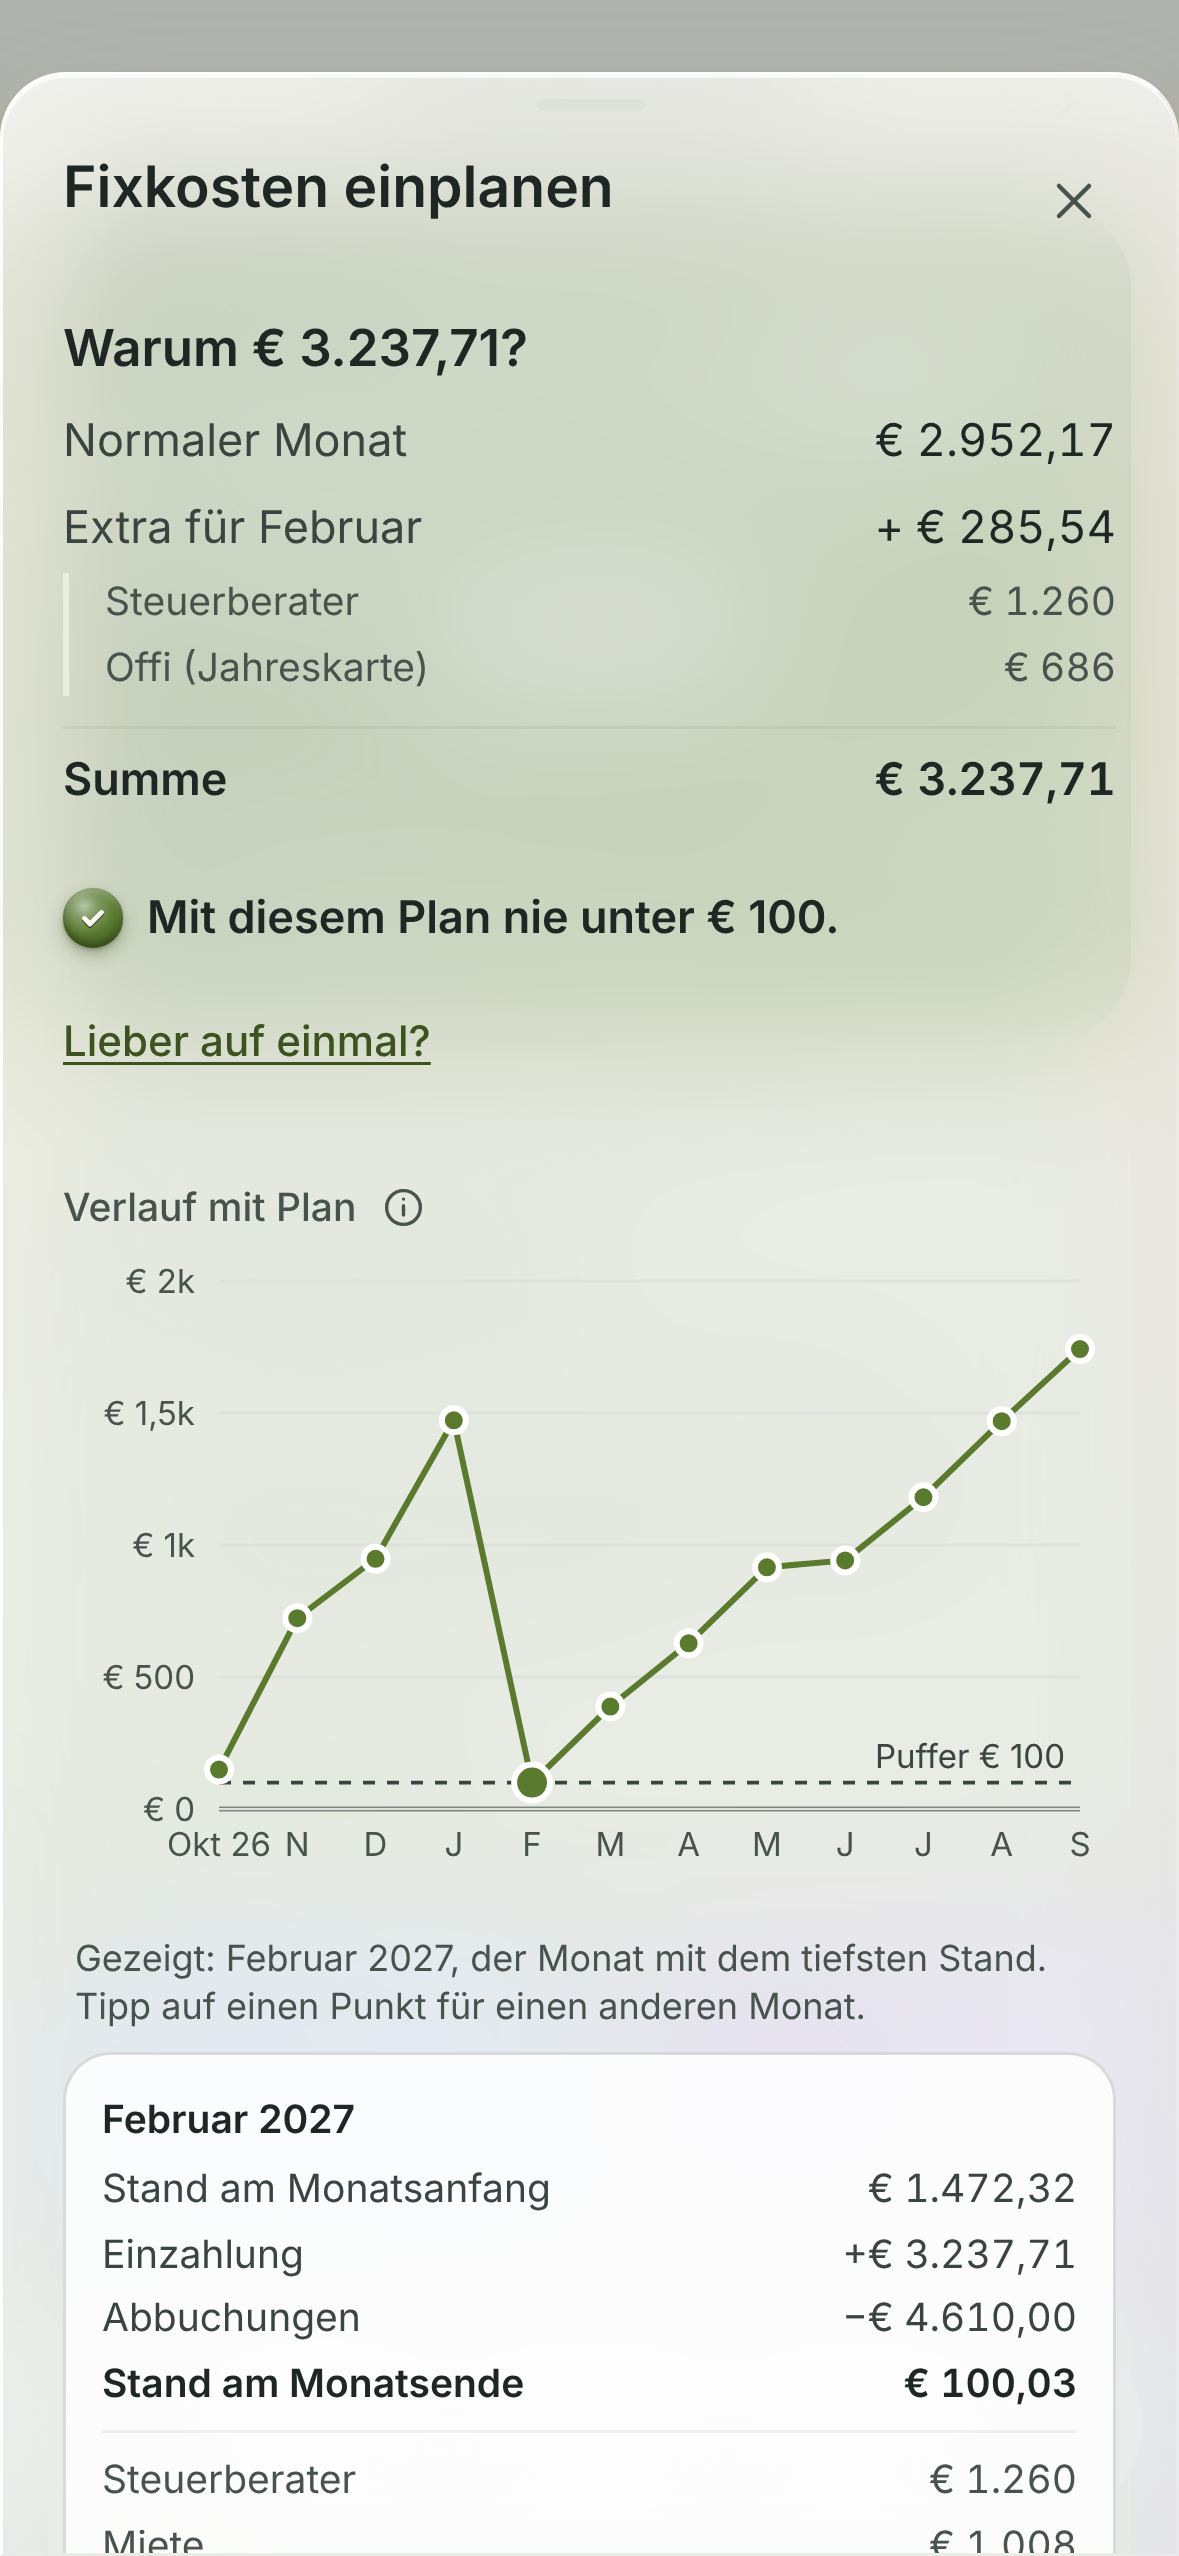 Fixkosten einplanen
Warum € 3.237,71?
Normaler Monat € 2.952,17
Extra für Februar + € 285,54
Steuerberater € 1.260
Offi (Jahreskarte) € 686
Summe € 3.237,71
Mit diesem Plan nie unter € 100.
Lieber auf einmal?
Verlauf mit Plan
€ 2k
€ 1,5k
€ 1k
€ 500
Puffer € 100
€ 0
Okt 26 N D J F M A M J J A S
Gezeigt: Februar 2027, der Monat mit dem tiefsten Stand.
Tipp auf einen Punkt für einen anderen Monat.
Februar 2027
Stand am Monatsanfang € 1.472,32
Einzahlung +€ 3.237,71
Abbuchungen −€ 4.610,00
Stand am Monatsende € 100,03
Steuerberater € 1.260
Miete € 1.008